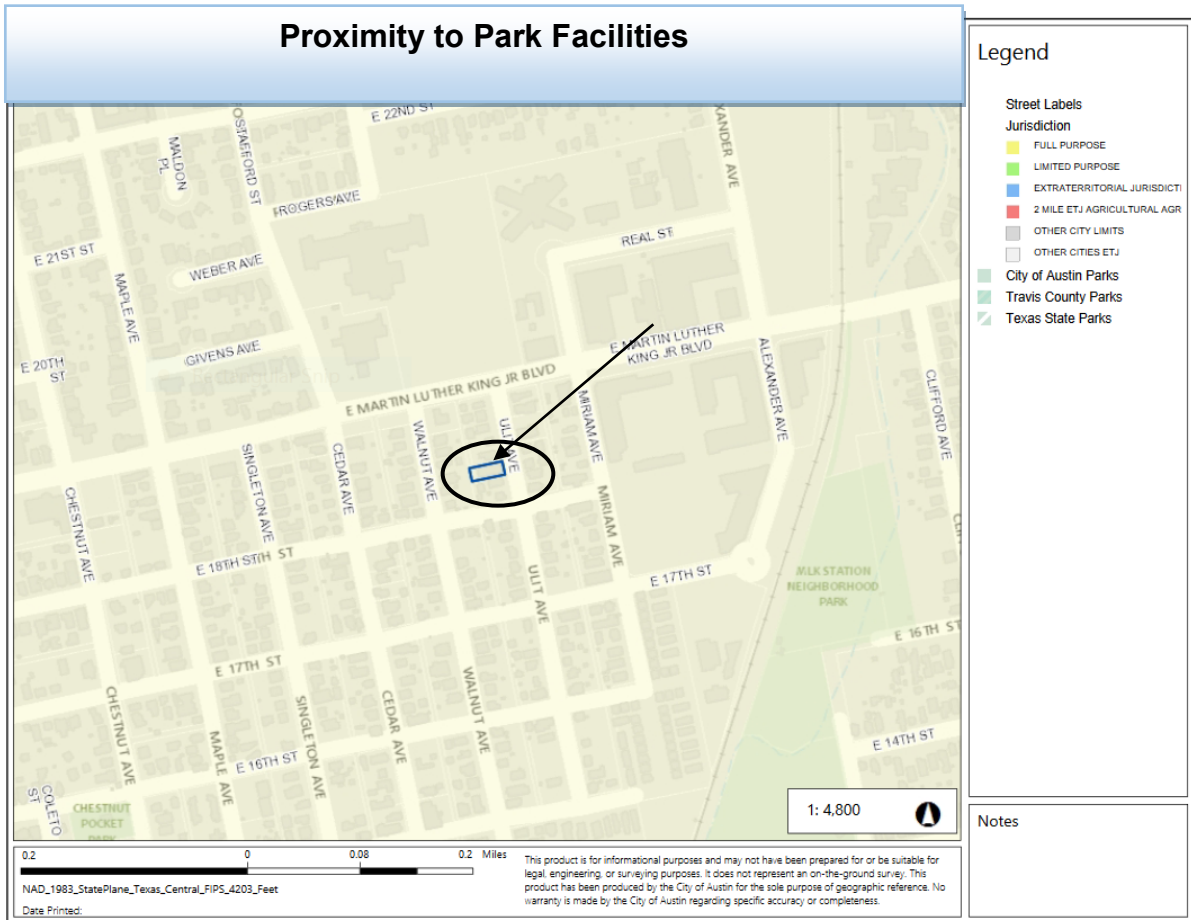 Proximity to Park Facilities
Legend
Street Labels
Jurisdiction
FULL PURPOSE
LIMITED PURPOSE
EXTRATERRITORIAL JURISDICTI
2 MILE ETJ AGRICULTURAL AGR
OTHER CITY LIMITS
OTHER CITIES ETJ
City of Austin Parks
Travis County Parks
Texas State Parks
E 22ND ST
XANDER AVE
OSTAFFORD ST
MALDON
PL
ROGERS AVE
REAL ST
E 21ST ST
WEBER AVE
MAPLE AVE
GIVENS AVE
E 20TH
ST
E MARTIN LUTHER
KING JR BLVD
E MARTIN LUTHER KING JR BLVD
ALEXANDER AVE
CLIFFORD AVE
MIRIAM AVE
ULIT AVE
WALNUT AVE
CEDAR AVE
SINGLETON AVE
CHESTNUT AVE
MIRIAM AVE
E 18TH ST
TH ST
ULIT AVE
E 17TH ST
MLK STATION
NEIGHBORHOOD
PARK
E 16TH ST
E 17TH ST
WALNUT AVE
CEDAR AVE
SINGLETON AVE
MAPLE AVE
CHESTNUT AVE
E 14TH ST
E 16TH ST
COLETO
ST
CHESTNUT
POCKET
PARK
1: 4,800
Notes
0.2 0 0.08 0.2 Miles
NAD_1983_StatePlane_Texas_Central_FIPS_4203_Feet
Date Printed:
This product is for informational purposes and may not have been prepared for or be suitable for
legal, engineering, or surveying purposes. It does not represent an on-the-ground survey. This
product has been produced by the City of Austin for the sole purpose of geographic reference. No
warranty is made by the City of Austin regarding specific accuracy or completeness.